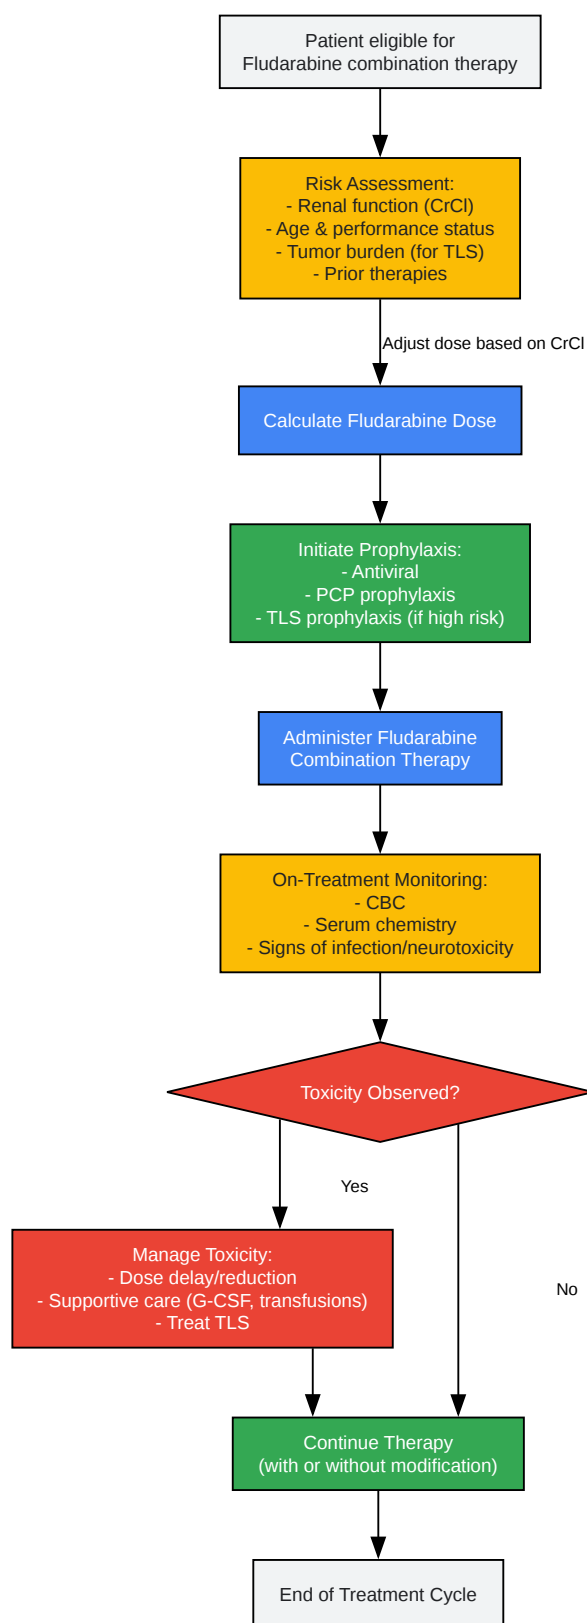 Patient eligible for
Fludarabine combination therapy
Risk Assessment:
- Renal function (CrCl)
- Age & performance status
- Tumor burden (for TLS)
- Prior therapies
Adjust dose based on CrCl
Calculate Fludarabine Dose
Initiate Prophylaxis:
- Antiviral
- PCP prophylaxis
- TLS prophylaxis (if high risk)
Administer Fludarabine
Combination Therapy
On-Treatment Monitoring:
- CBC
- Serum chemistry
- Signs of infection/neurotoxicity
Toxicity Observed?
Yes
Manage Toxicity:
- Dose delay/reduction
- Supportive care (G-CSF, transfusions)
- Treat TLS
No
Continue Therapy
(with or without modification)
End of Treatment Cycle